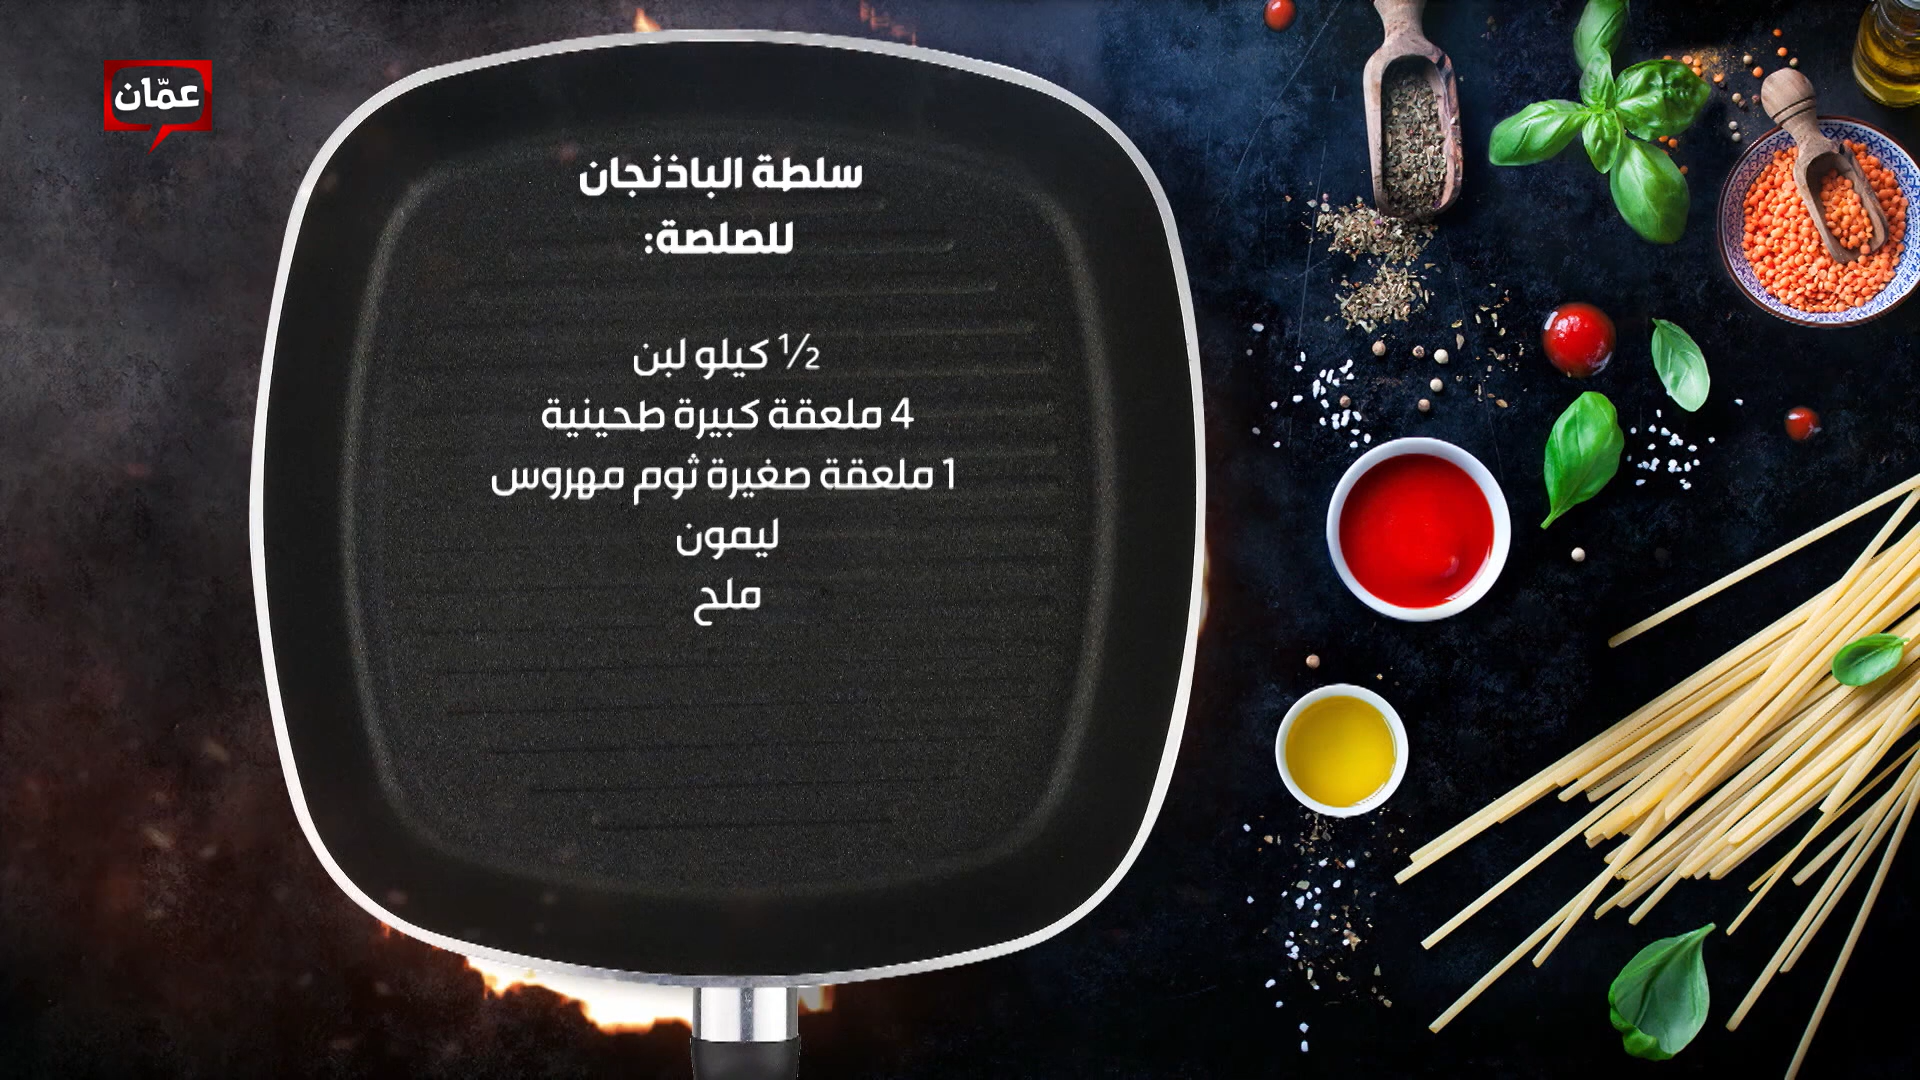 عمّان
سلطة الباذنجان
للصلصة:
½ كيلو لبن
4 ملعقة كبيرة طحينية
1 ملعقة صغيرة ثوم مهروس
ليمون
ملح